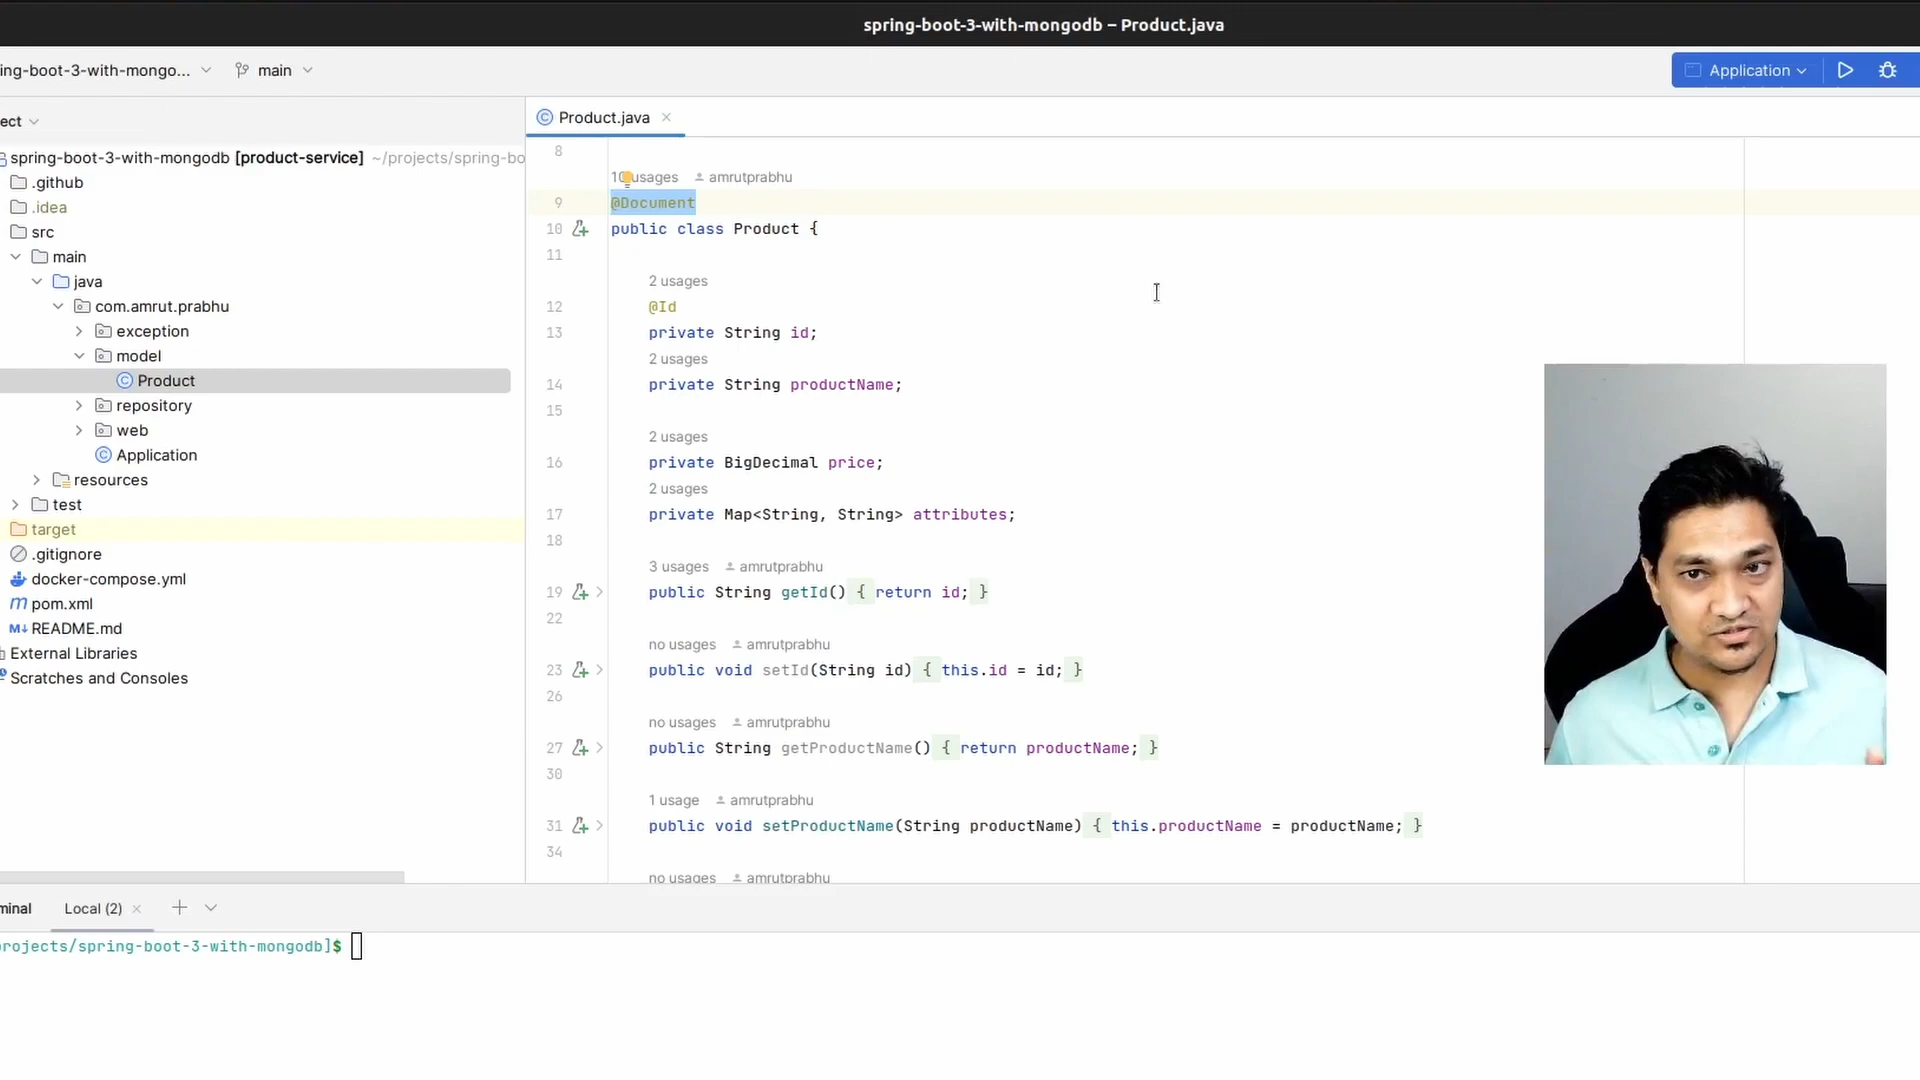 spring-boot-3-with-mongodb – Product.java
ing-boot-3-with-mongo...
main
Application
ect
Product.java
spring-boot-3-with-mongodb [product-service] ~/projects/spring-bo
.github
.idea
src
main
java
com.amrut.prabhu
exception
model
Product
repository
web
Application
resources
test
target
.gitignore
docker-compose.yml
pom.xml
README.md
External Libraries
Scratches and Consoles
8
10 usages amrutprabhu
9 @Document
10 public class Product {
11
2 usages
12 @Id
13 private String id;
2 usages
14 private String productName;
15
2 usages
16 private BigDecimal price;
2 usages
17 private Map<String, String> attributes;
18
3 usages amrutprabhu
19 public String getId() { return id; }
22
no usages amrutprabhu
23 public void setId(String id) { this.id = id; }
26
no usages amrutprabhu
27 public String getProductName() { return productName; }
30
1 usage amrutprabhu
31 public void setProductName(String productName) { this.productName = productName; }
34
no usages amrutprabhu
minal
Local (2)
rojects/spring-boot-3-with-mongodb]$